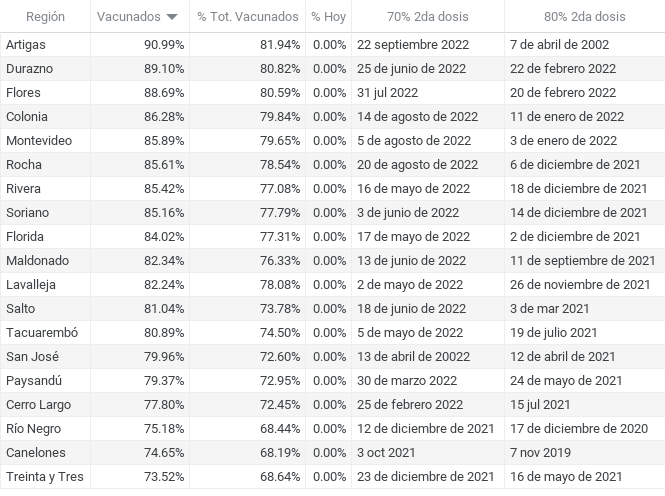 Región Vacunados % Tot. Vacunados % Hoy 70% 2da dosis 80% 2da dosis
Artigas 90.99% 81.94% 0.00% 22 septiembre 2022 7 de abril de 2002
Durazno 89.10% 80.82% 0.00% 25 de junio de 2022 22 de febrero 2022
Flores 88.69% 80.59% 0.00% 31 jul 2022 20 de febrero 2022
Colonia 86.28% 79.84% 0.00% 14 de agosto de 2022 11 de enero de 2022
Montevideo 85.89% 79.65% 0.00% 5 de agosto de 2022 3 de enero de 2022
Rocha 85.61% 78.54% 0.00% 20 de agosto de 2022 6 de diciembre de 2021
Rivera 85.42% 77.08% 0.00% 16 de mayo de 2022 18 de diciembre de 2021
Soriano 85.16% 77.79% 0.00% 3 de junio de 2022 14 de diciembre de 2021
Florida 84.02% 77.31% 0.00% 17 de mayo de 2022 2 de diciembre de 2021
Maldonado 82.34% 76.33% 0.00% 13 de junio de 2022 11 de septiembre de 2021
Lavalleja 82.24% 78.08% 0.00% 2 de mayo de 2022 26 de noviembre de 2021
Salto 81.04% 73.78% 0.00% 18 de junio de 2022 3 de mar 2021
Tacuarembó 80.89% 74.50% 0.00% 5 de mayo de 2022 19 de julio 2021
San José 79.96% 72.60% 0.00% 13 de abril de 20022 12 de abril de 2021
Paysandú 79.37% 72.95% 0.00% 30 de marzo 2022 24 de mayo de 2021
Cerro Largo 77.80% 72.45% 0.00% 25 de febrero 2022 15 jul 2021
Río Negro 75.18% 68.44% 0.00% 12 de diciembre de 2021 17 de diciembre de 2020
Canelones 74.65% 68.19% 0.00% 3 oct 2021 7 nov 2019
Treinta y Tres 73.52% 68.64% 0.00% 23 de diciembre de 2021 16 de mayo de 2021